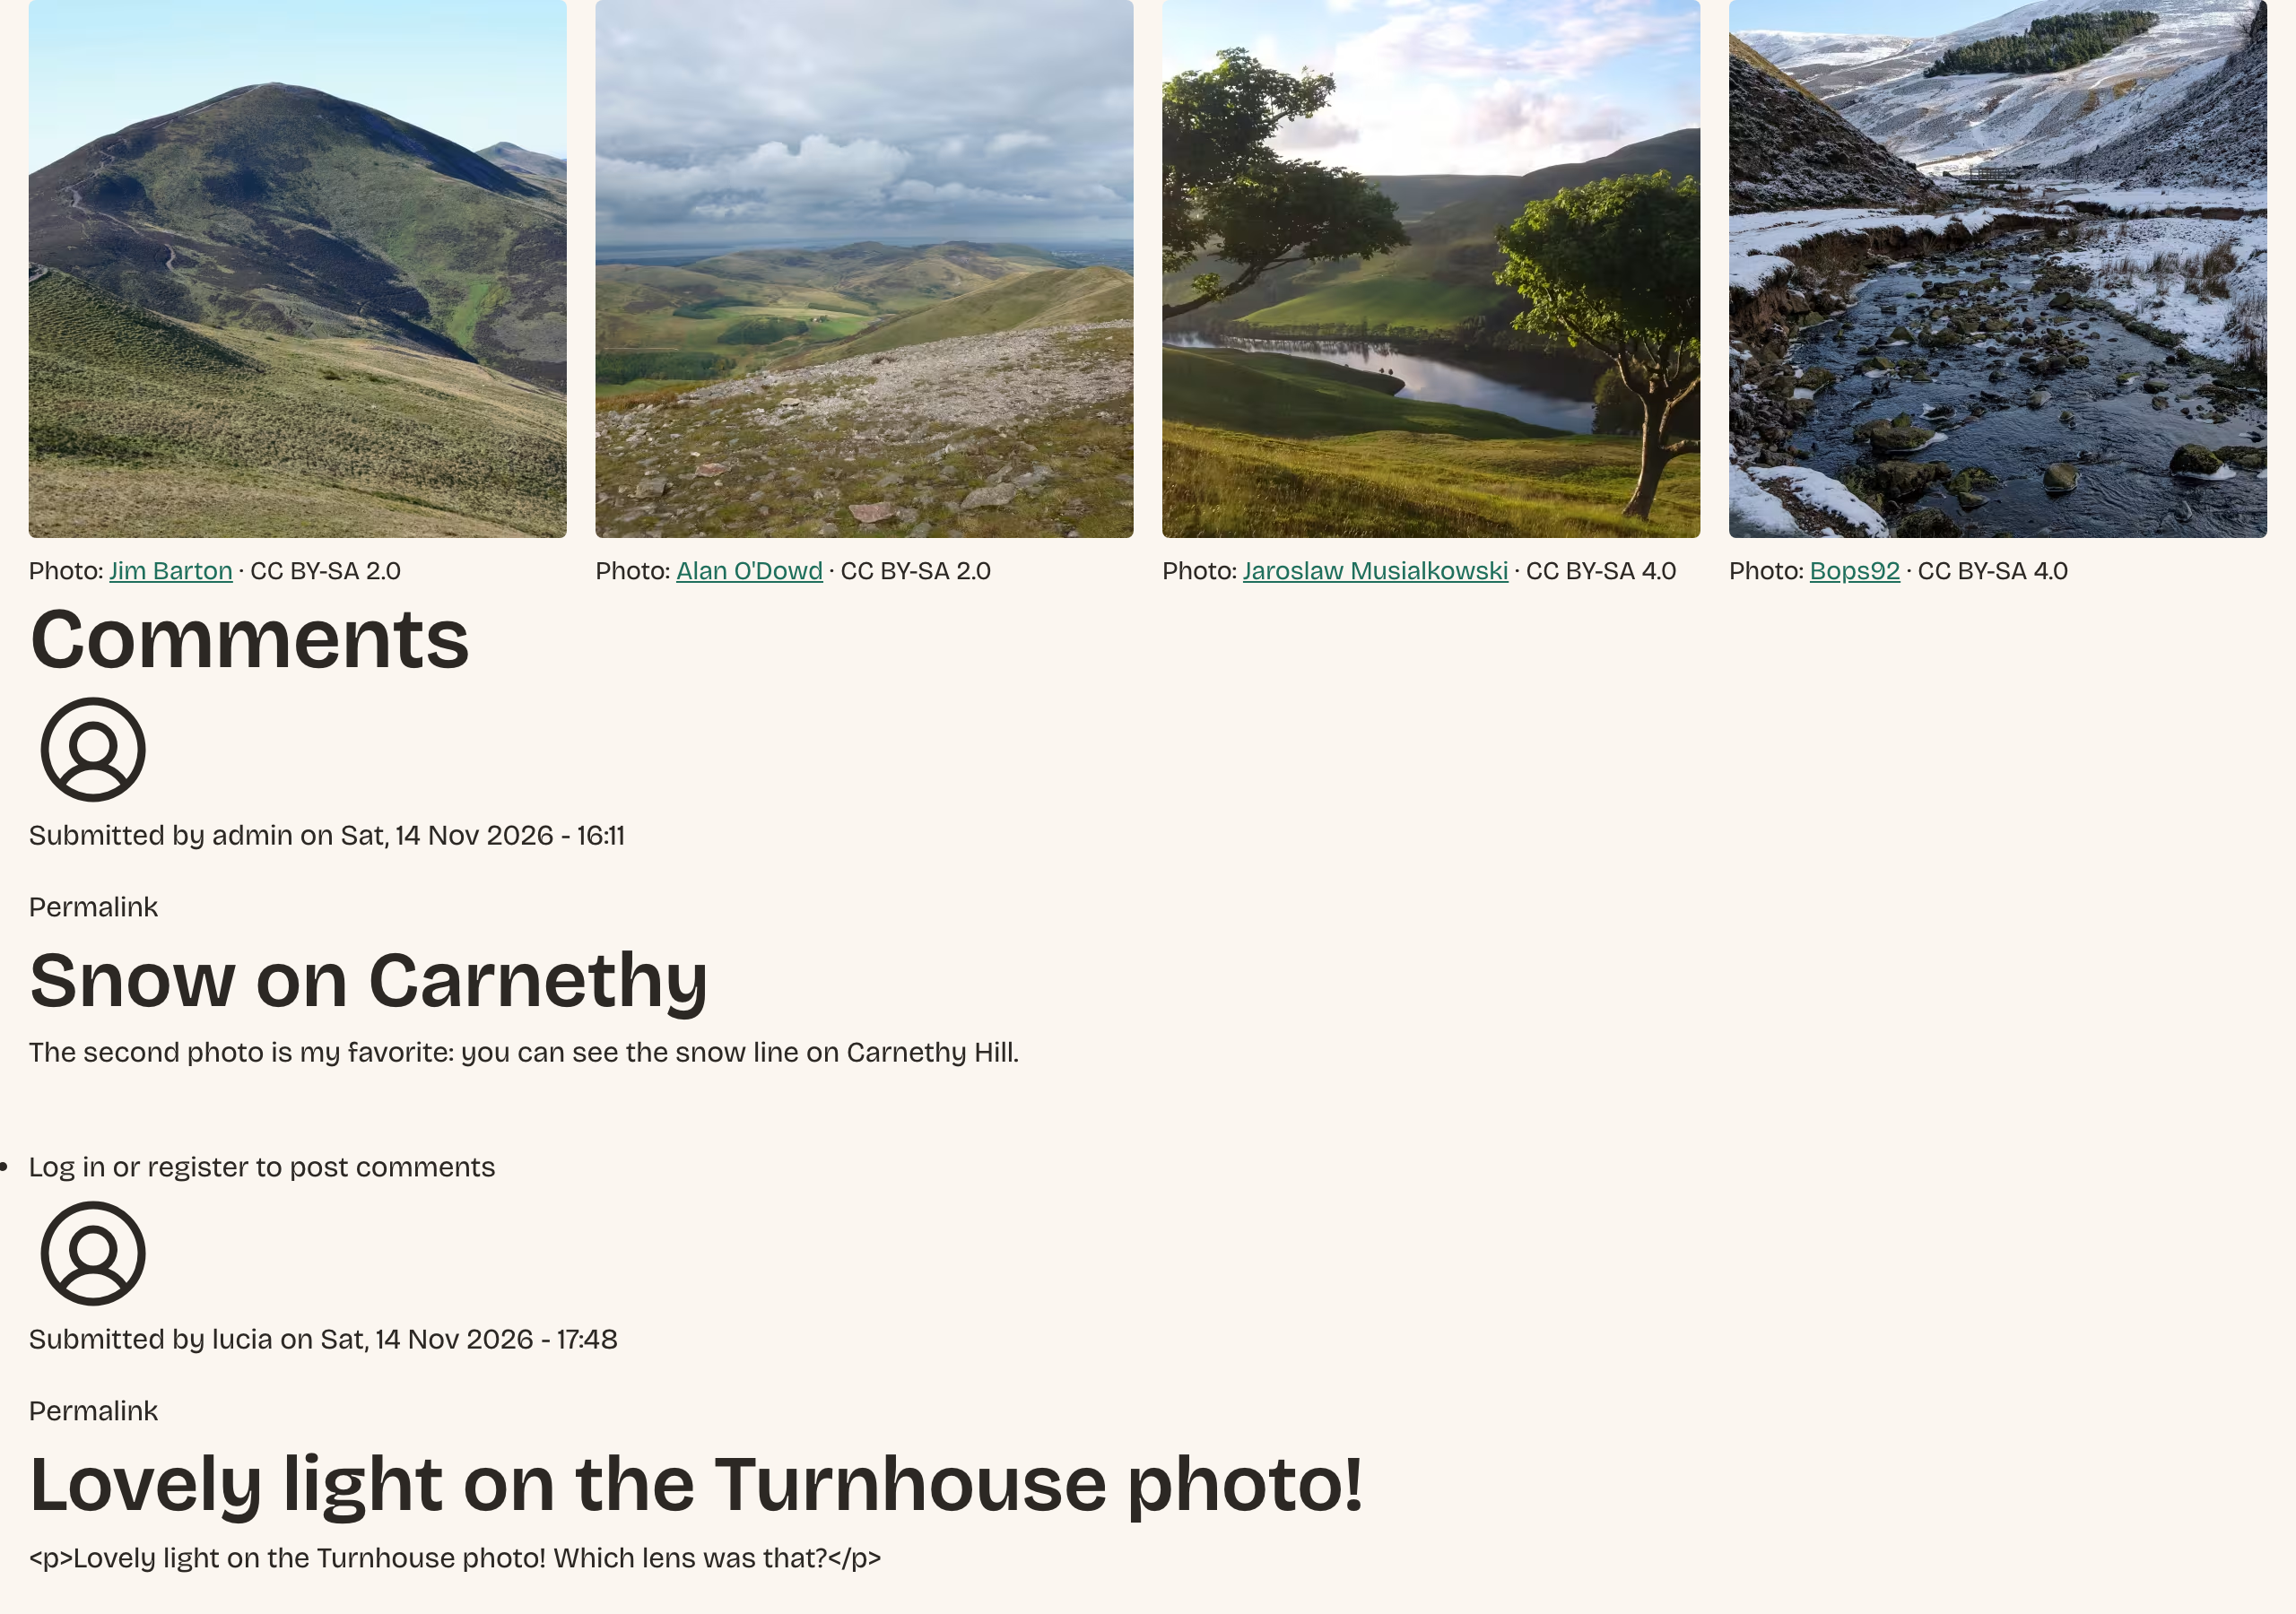 Photo: Jim Barton · CC BY-SA 2.0
Photo: Alan O'Dowd · CC BY-SA 2.0
Photo: Jaroslaw Musialkowski · CC BY-SA 4.0
Photo: Bops92 · CC BY-SA 4.0
Comments
Submitted by admin on Sat, 14 Nov 2026 - 16:11
Permalink
Snow on Carnethy
The second photo is my favorite: you can see the snow line on Carnethy Hill.
• Log in or register to post comments
Submitted by lucia on Sat, 14 Nov 2026 - 17:48
Permalink
Lovely light on the Turnhouse photo!
<p>Lovely light on the Turnhouse photo! Which lens was that?</p>